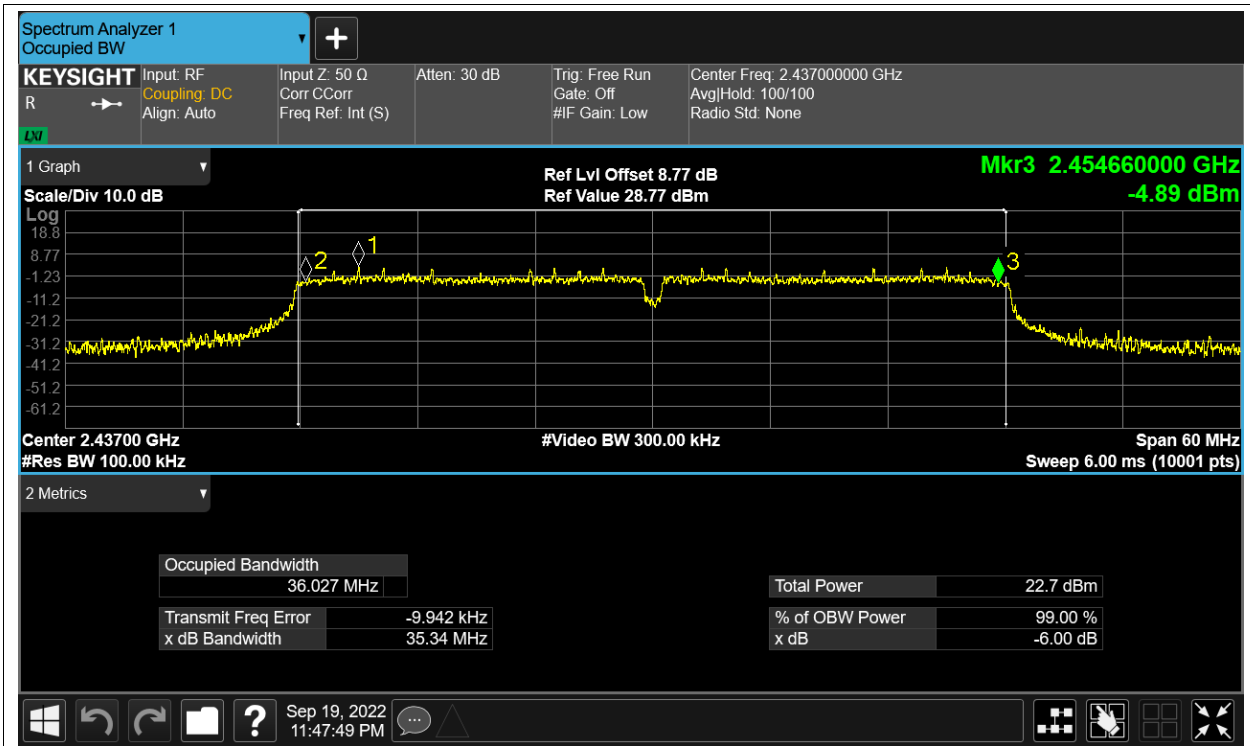 Spectrum Analyzer 1
Occupied BW
KEYSIGHT
R
LXI
Input: RF
Coupling: DC
Align: Auto
Input Z: 50 Ω
Corr CCorr
Freq Ref: Int (S)
Atten: 30 dB
Trig: Free Run
Gate: Off
#IF Gain: Low
Center Freq: 2.437000000 GHz
Avg|Hold: 100/100
Radio Std: None
1 Graph
Scale/Div 10.0 dB
Ref Lvl Offset 8.77 dB
Ref Value 28.77 dBm
Mkr3 2.454660000 GHz
-4.89 dBm
Log
18.8
8.77
-1.23
-11.2
-21.2
-31.2
-41.2
-51.2
-61.2
2
1
3
Center 2.43700 GHz
#Res BW 100.00 kHz
#Video BW 300.00 kHz
Span 60 MHz
Sweep 6.00 ms (10001 pts)
2 Metrics
Occupied Bandwidth
36.027 MHz
Transmit Freq Error -9.942 kHz
x dB Bandwidth 35.34 MHz
Total Power 22.7 dBm
% of OBW Power 99.00 %
x dB -6.00 dB
?
Sep 19, 2022
11:47:49 PM